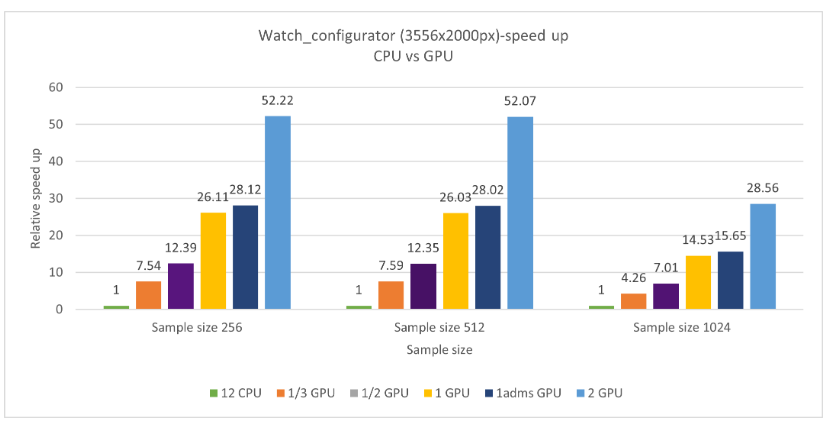 Watch_configurator (3556x2000px)-speed up
CPU vs GPU
Relative speed up
60
50
40
30
20
10
0
1
7.54
12.39
26.11
28.12
52.22
1
7.59
12.35
26.03
28.02
52.07
1
4.26
7.01
14.53
15.65
28.56
Sample size 256
Sample size 512
Sample size 1024
Sample size
12 CPU
1/3 GPU
1/2 GPU
1 GPU
1adms GPU
2 GPU